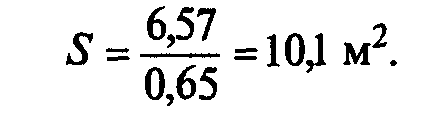 S = 6,57 / 0,65 = 10,1 м².